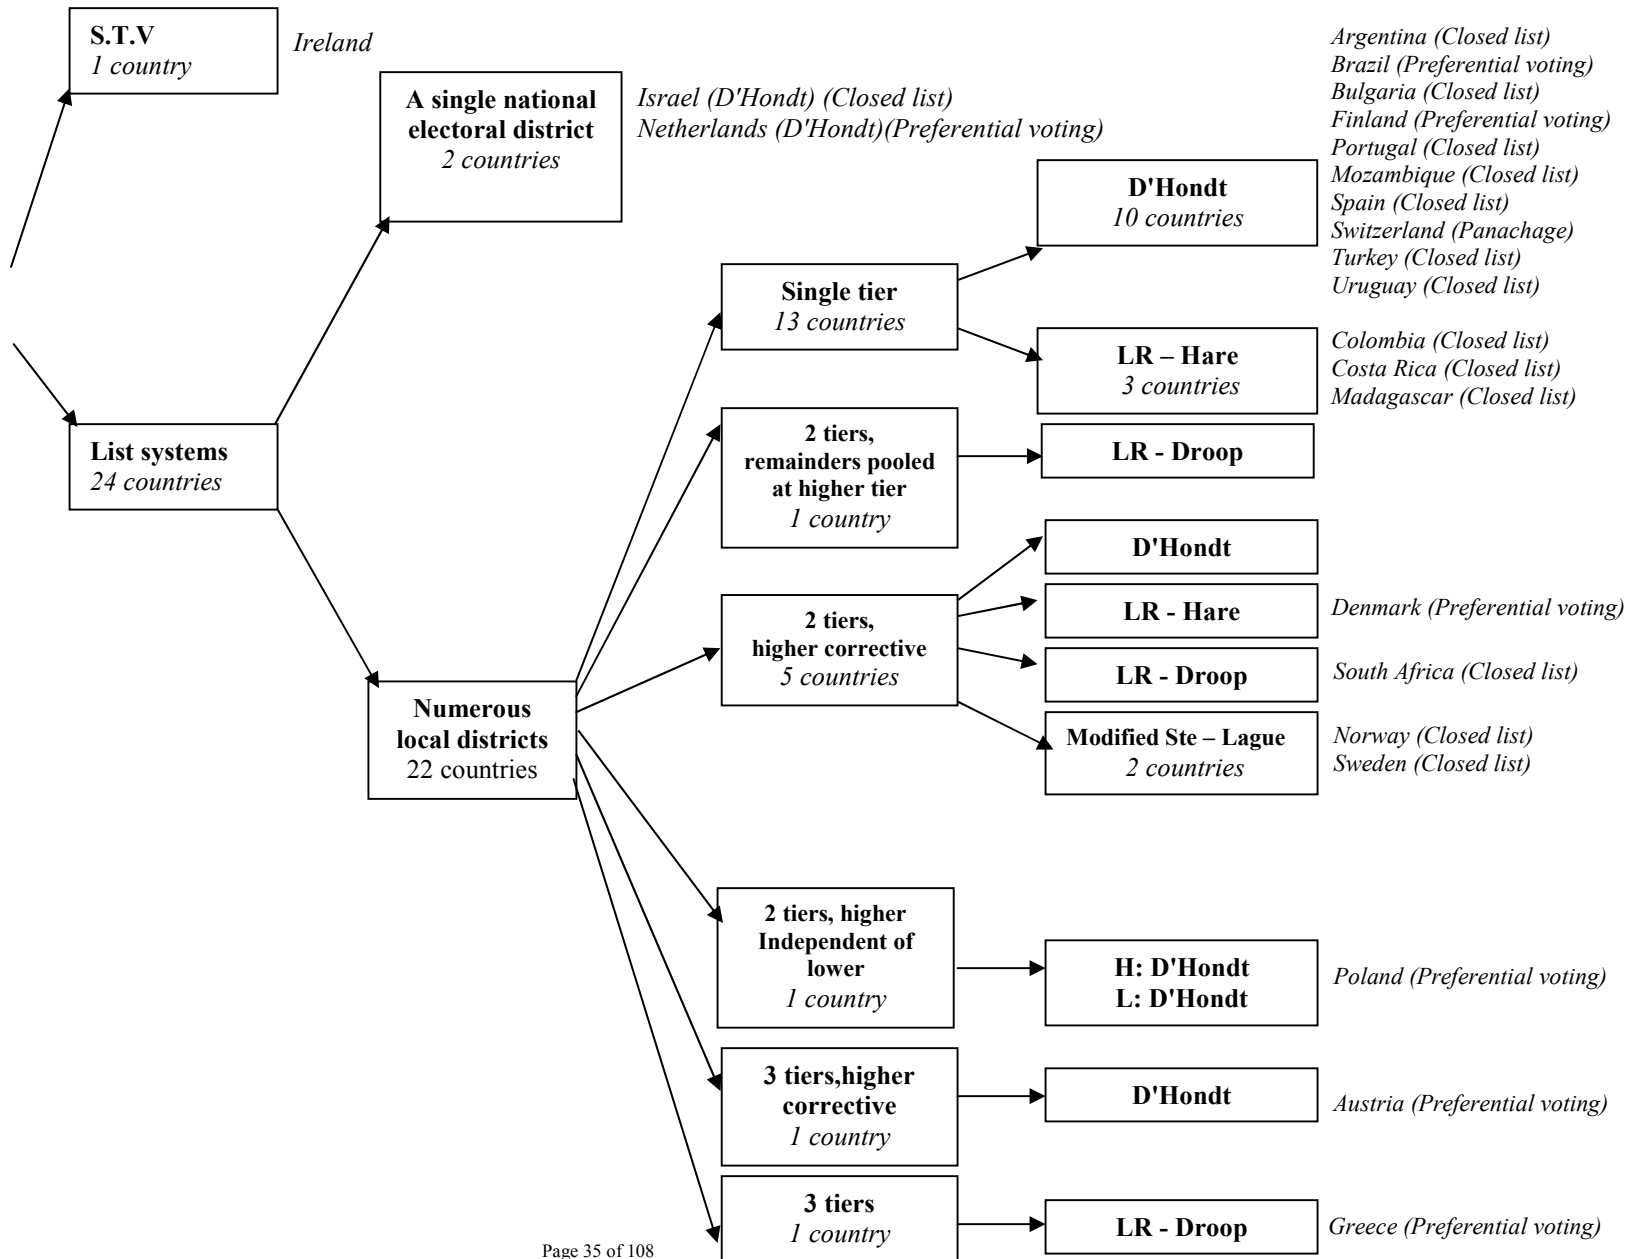 S.T.V
1 country
Ireland
A single national
electoral district
2 countries
Israel (D'Hondt) (Closed list)
Netherlands (D'Hondt)(Preferential voting)
List systems
24 countries
Numerous
local districts
22 countries
Single tier
13 countries
D'Hondt
10 countries
Argentina (Closed list)
Brazil (Preferential voting)
Bulgaria (Closed list)
Finland (Preferential voting)
Portugal (Closed list)
Mozambique (Closed list)
Spain (Closed list)
Switzerland (Panachage)
Turkey (Closed list)
Uruguay (Closed list)
LR – Hare
3 countries
Colombia (Closed list)
Costa Rica (Closed list)
Madagascar (Closed list)
2 tiers,
remainders pooled
at higher tier
1 country
LR - Droop
2 tiers,
higher corrective
5 countries
D'Hondt
LR - Hare
Denmark (Preferential voting)
LR - Droop
South Africa (Closed list)
Modified Ste – Lague
2 countries
Norway (Closed list)
Sweden (Closed list)
2 tiers, higher
Independent of
lower
1 country
H: D'Hondt
L: D'Hondt
Poland (Preferential voting)
3 tiers,higher
corrective
1 country
D'Hondt
Austria (Preferential voting)
3 tiers
1 country
LR - Droop
Greece (Preferential voting)
Page 35 of 108